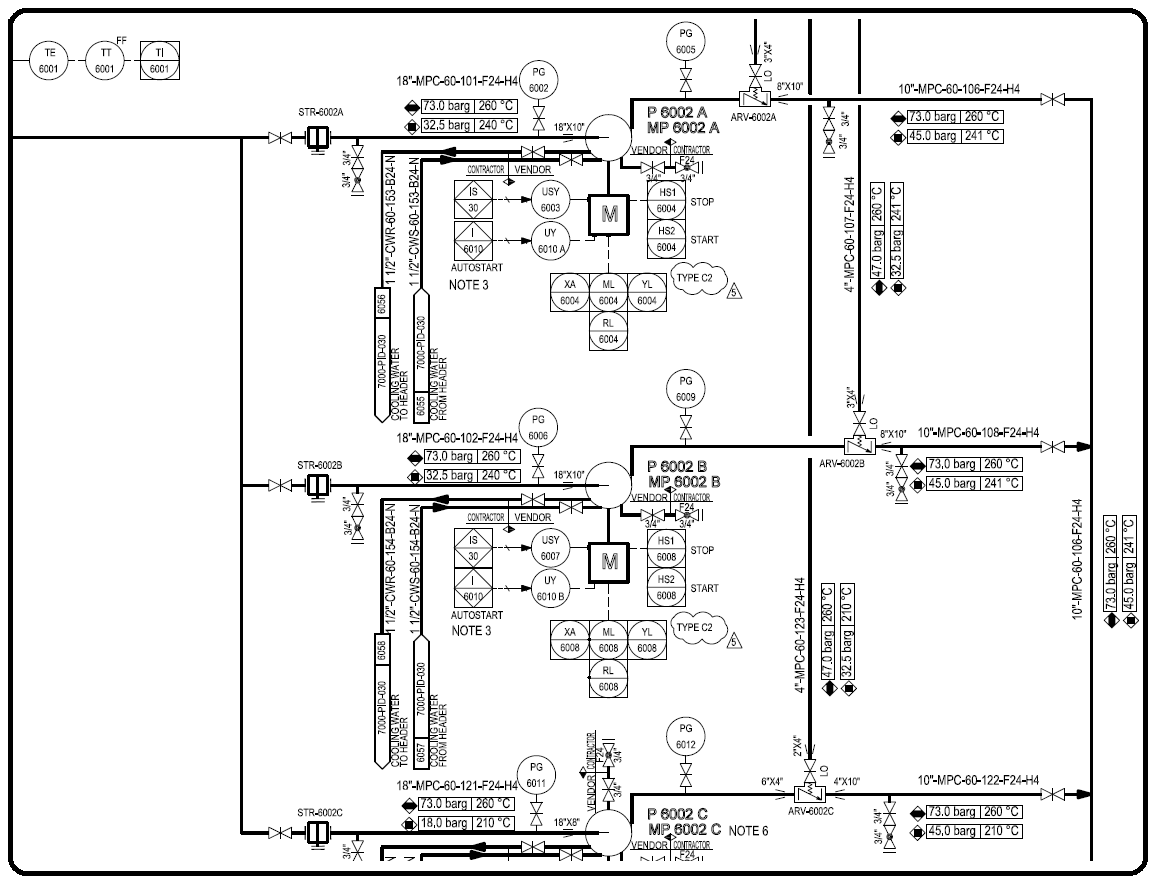 FF
TE
6001
TT
6001
TI
6001
PG
6005
3"X4"
LO
8"X10"
10"-MPC-60-106-F24-H4
73.0 barg 260 °C
45.0 barg 241 °C
ARV-6002A
3/4"
3/4"
18"-MPC-60-101-F24-H4
73.0 barg 260 °C
32,5 barg 240 °C
PG
6002
STR-6002A
3/4"
3/4"
18"X10"
P 6002 A
MP 6002 A
VENDOR CONTRACTOR
F24
3/4" 3/4"
CONTRACTOR VENDOR
IS
30
USY
6003
I
6010
UY
6010 A
AUTOSTART
NOTE 3
M
HS1
6004
STOP
HS2
6004
START
XA
6004
ML
6004
YL
6004
RL
6004
TYPE C2
5
1 1/2"-CWR-60-153-B24-N
1 1/2"-CWS-60-153-B24-N
6056
7000-PID-030
COOLING WATER
TO HEADER
6055
7000-PID-030
COOLING WATER
FROM HEADER
4"-MPC-60-107-F24-H4
47.0 barg 260 °C
32.5 barg 241 °C
PG
6009
3"X4"
LO
8"X10"
10"-MPC-60-108-F24-H4
73,0 barg 260 °C
45.0 barg 241 °C
ARV-6002B
3/4"
3/4"
18"-MPC-60-102-F24-H4
73.0 barg 260 °C
32.5 barg 240 °C
PG
6006
STR-6002B
3/4"
3/4"
18"X10"
P 6002 B
MP 6002 B
VENDOR CONTRACTOR
F24
3/4" 3/4"
CONTRACTOR VENDOR
IS
30
USY
6007
I
6010
UY
6010 B
AUTOSTART
NOTE 3
M
HS1
6008
STOP
HS2
6008
START
XA
6008
ML
6008
YL
6008
RL
6008
TYPE C2
5
1 1/2"-CWR-60-154-B24-N
1 1/2"-CWS-60-154-B24-N
6058
7000-PID-030
COOLING WATER
TO HEADER
6057
7000-PID-030
COOLING WATER
FROM HEADER
4"-MPC-60-123-F24-H4
47.0 barg 260 °C
32.5 barg 210 °C
10"-MPC-60-106-F24-H4
73.0 barg 260 °C
45.0 barg 241 °C
PG
6012
2"X4"
LO
6"X4"
4"X10"
10"-MPC-60-122-F24-H4
73.0 barg 260 °C
45,0 barg 210 °C
ARV-6002C
3/4"
3/4"
18"-MPC-60-121-F24-H4
73.0 barg 260 °C
18,0 barg 210 °C
PG
6011
STR-6002C
3/4"
18"X8"
VENDOR CONTRACTOR
F24
3/4"
3/4"
P 6002 C
MP 6002 C
NOTE 6
VENDOR CONTRACTOR
F24